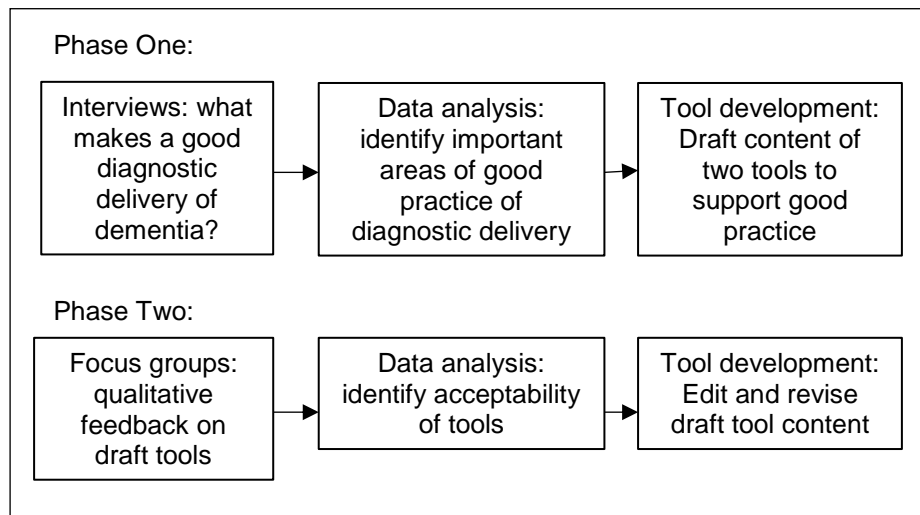 Phase One:
Interviews: what
makes a good
diagnostic
delivery of
dementia?
Data analysis:
identify important
areas of good
practice of
diagnostic delivery
Tool development:
Draft content of
two tools to
support good
practice
Phase Two:
Focus groups:
qualitative
feedback on
draft tools
Data analysis:
identify acceptability
of tools
Tool development:
Edit and revise
draft tool content